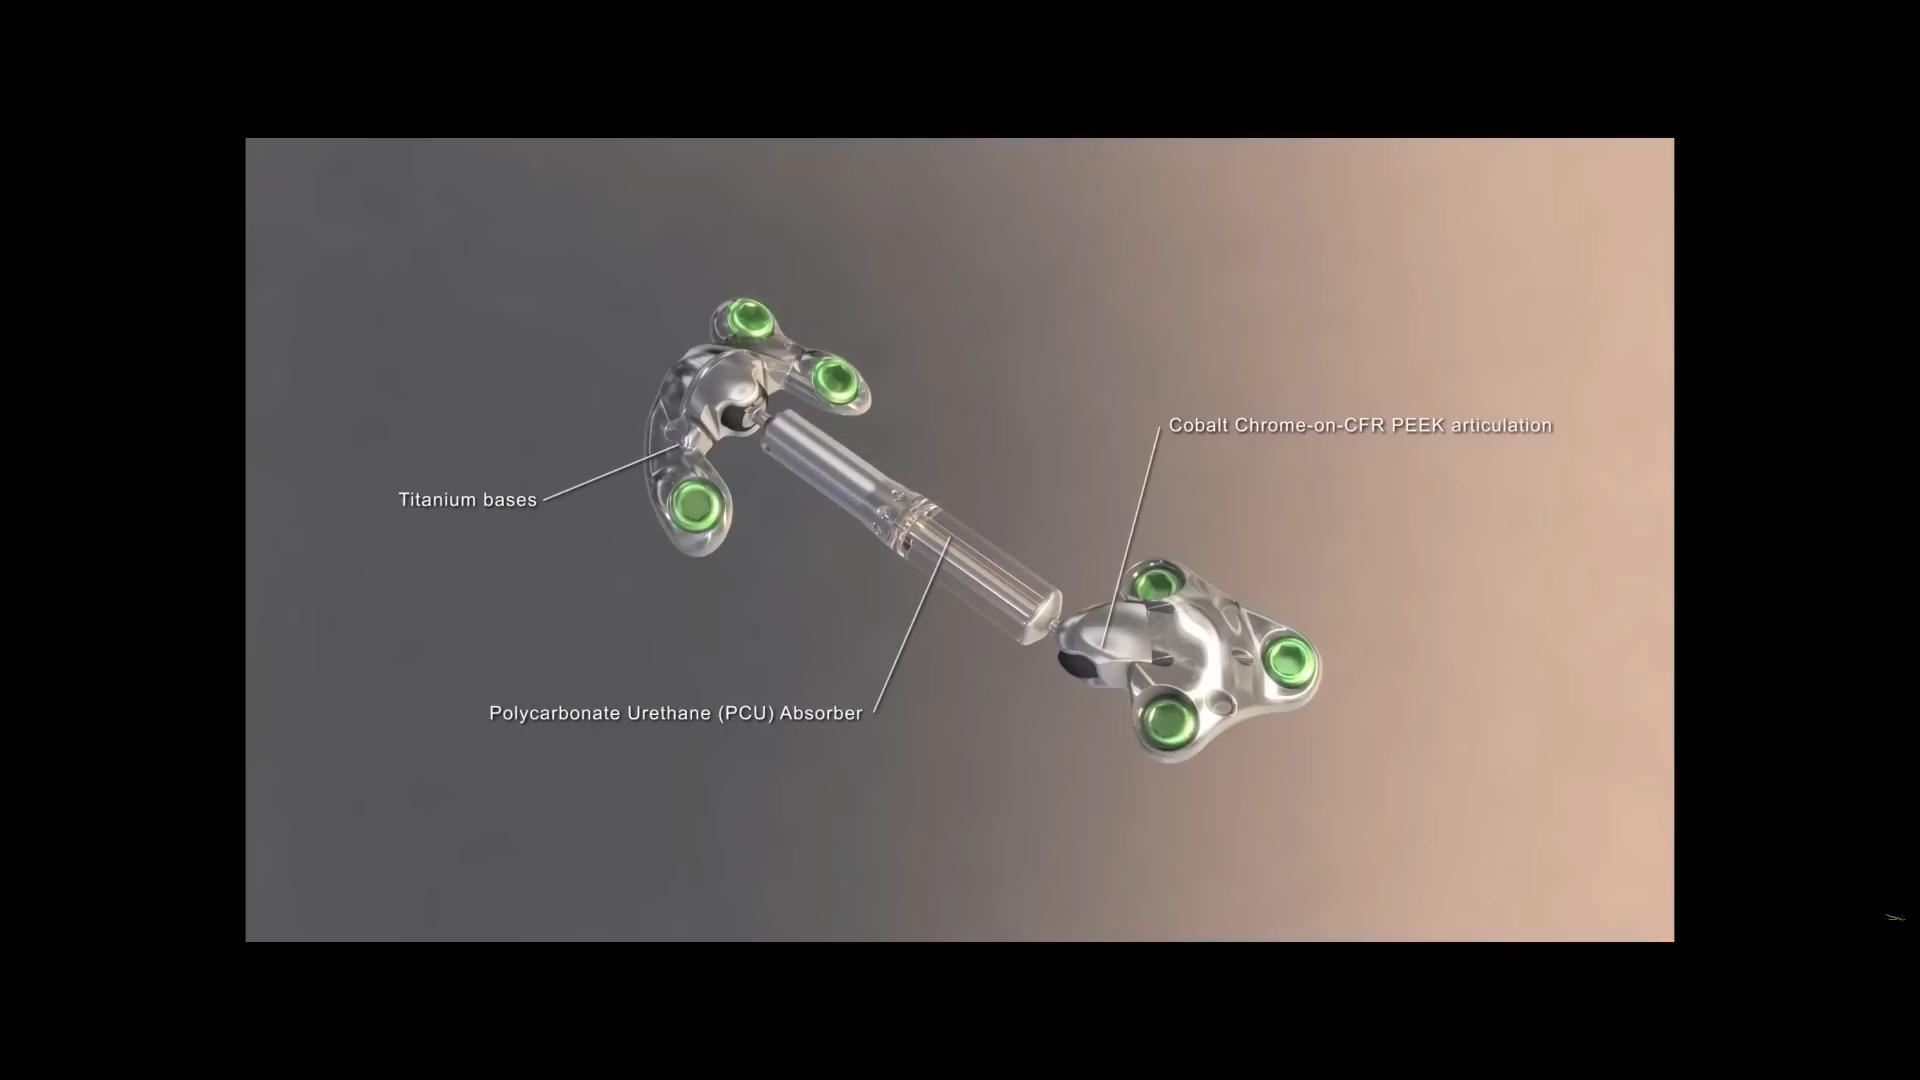 Cobalt Chrome-on-CFR PEEK articulation
Titanium bases
Polycarbonate Urethane (PCU) Absorber